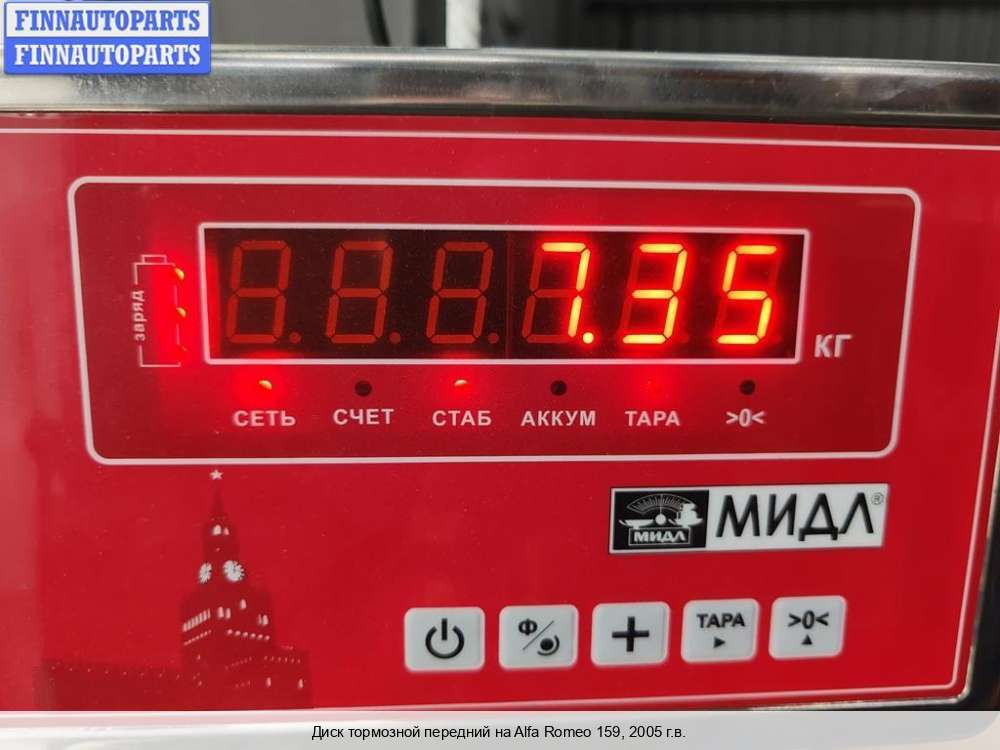 FINNAUTOPARTS
FINNAUTOPARTS
заряд
7.35
КГ
СЕТЬ СЧЕТ СТАБ АККУМ ТАРА >0<
МИДЛ МИДЛ®
Ф ТАРА >0<
Диск тормозной передний на Alfa Romeo 159, 2005 г.в.